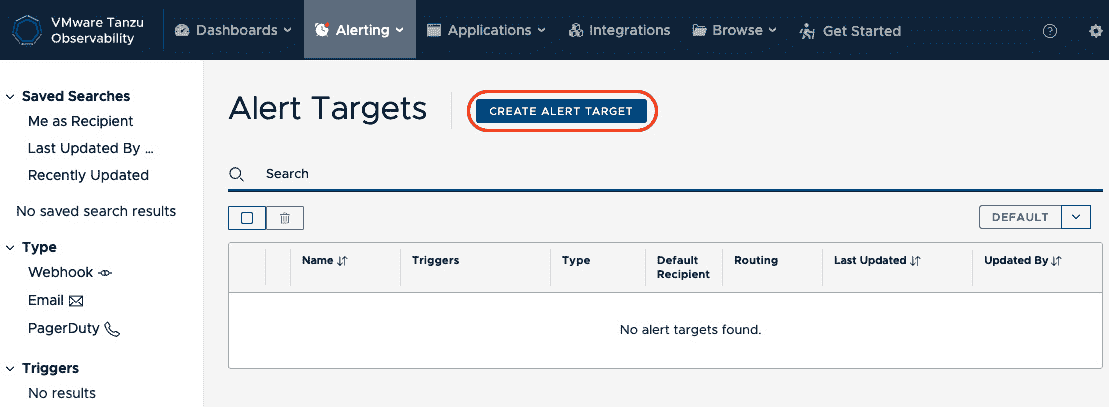 VMware Tanzu
Observability
Dashboards
Alerting
Applications
Integrations
Browse
Get Started
Saved Searches
Me as Recipient
Last Updated By ...
Recently Updated
No saved search results
Type
Webhook
Email
PagerDuty
Triggers
No results
Alert Targets
CREATE ALERT TARGET
Search
DEFAULT
Name
Triggers
Type
Default
Recipient
Routing
Last Updated
Updated By
No alert targets found.